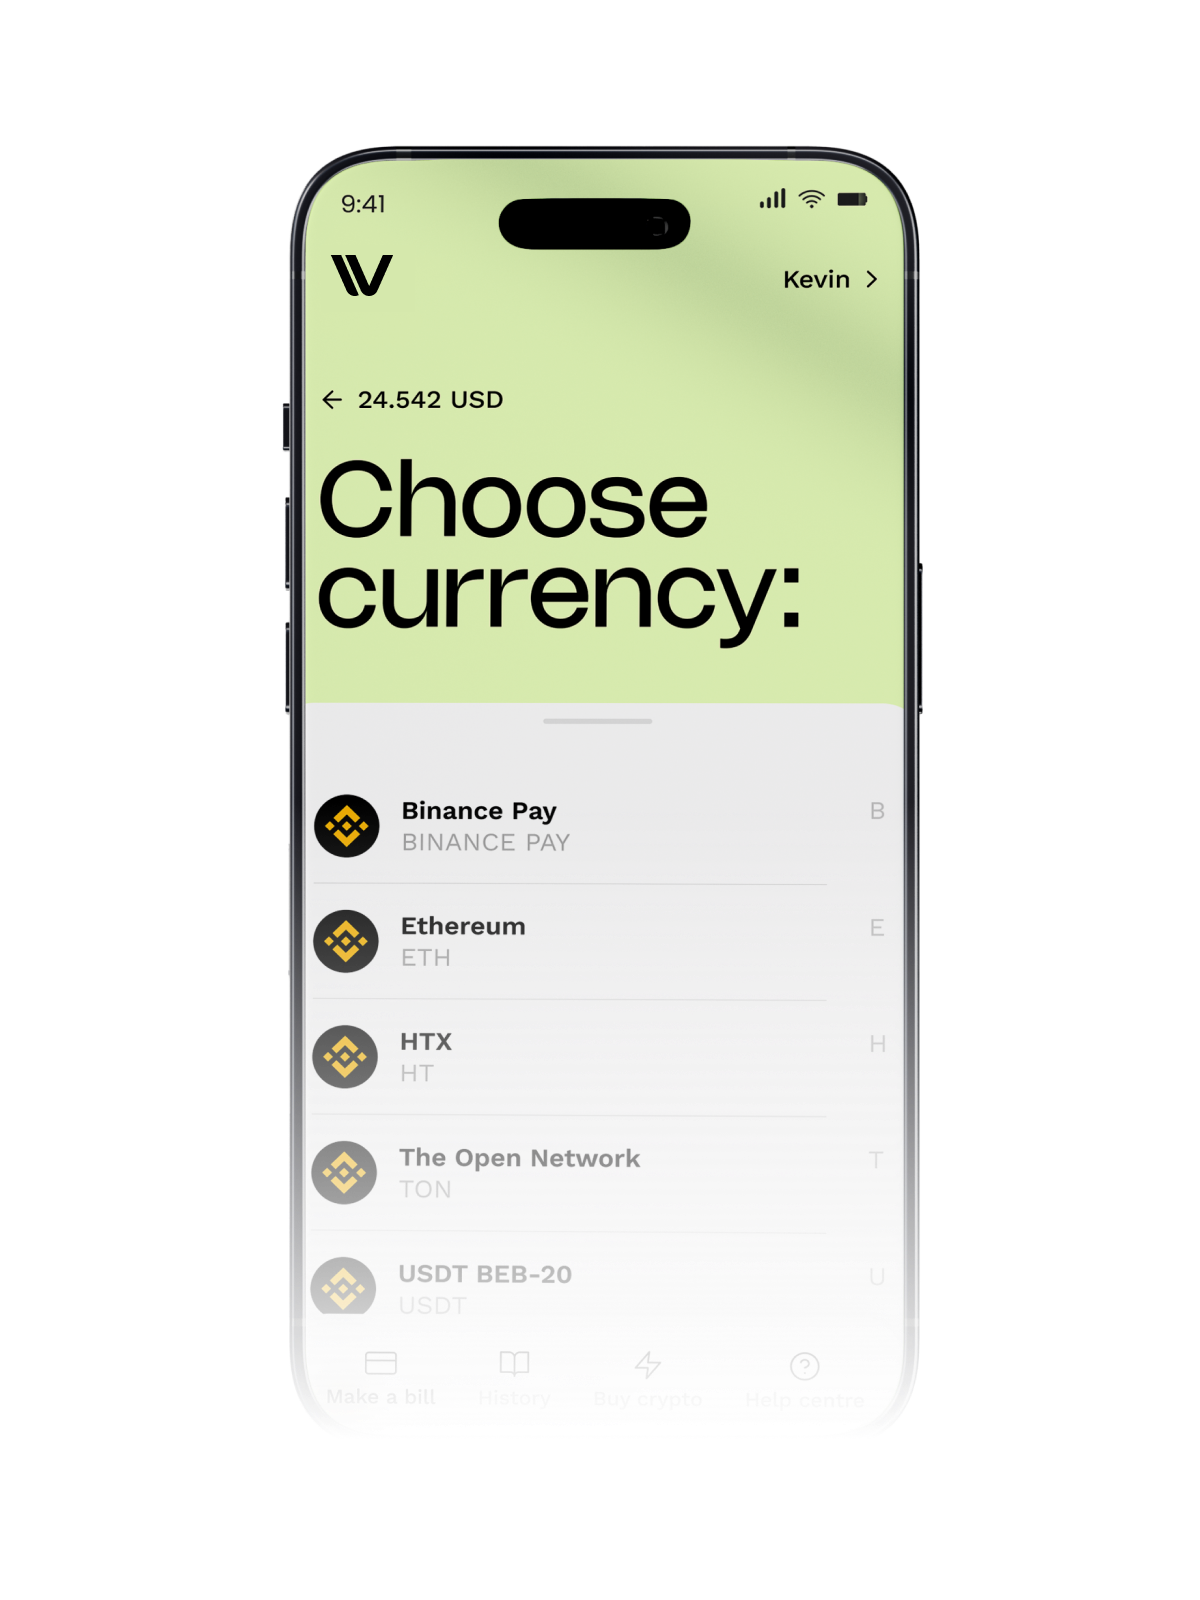 9:41
Kevin
24.542 USD
Choose
currency:
Binance Pay
B
BINANCE PAY
Ethereum
E
ETH
HTX
H
HT
The Open Network
T
TON
USDT BEB-20
U
USDT
Make a bill
History
Buy crypto
Help centre